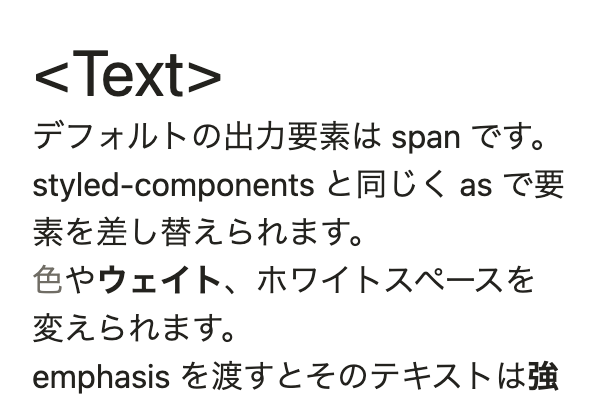 <Text>
デフォルトの出力要素は span です。
styled-components と同じく as で要
素を差し替えられます。
色やウェイト、ホワイトスペースを
変えられます。
emphasis を渡すとそのテキストは強